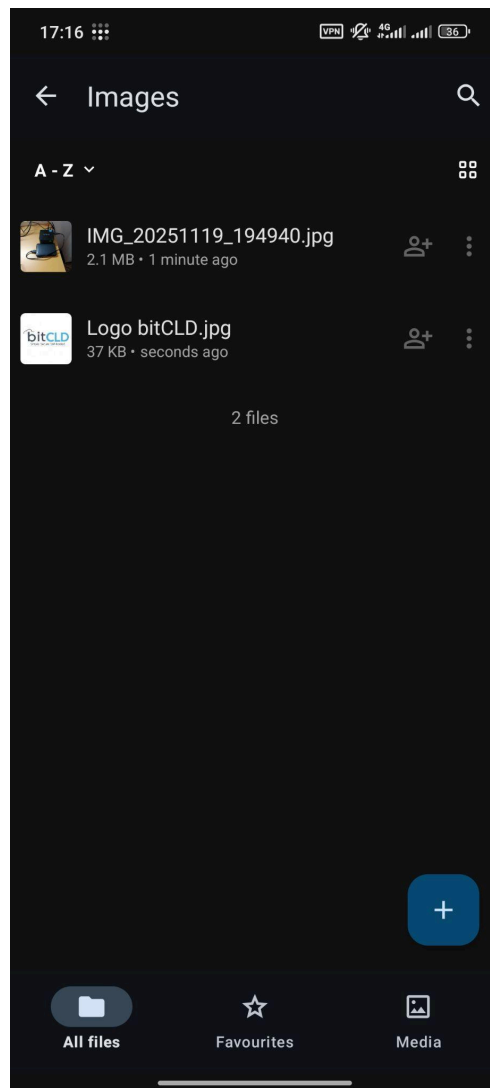 17:16
VPN 4G 36
Images
A - Z
IMG_20251119_194940.jpg
2.1 MB • 1 minute ago
bitCLD
Logo bitCLD.jpg
37 KB • seconds ago
2 files
All files
Favourites
Media